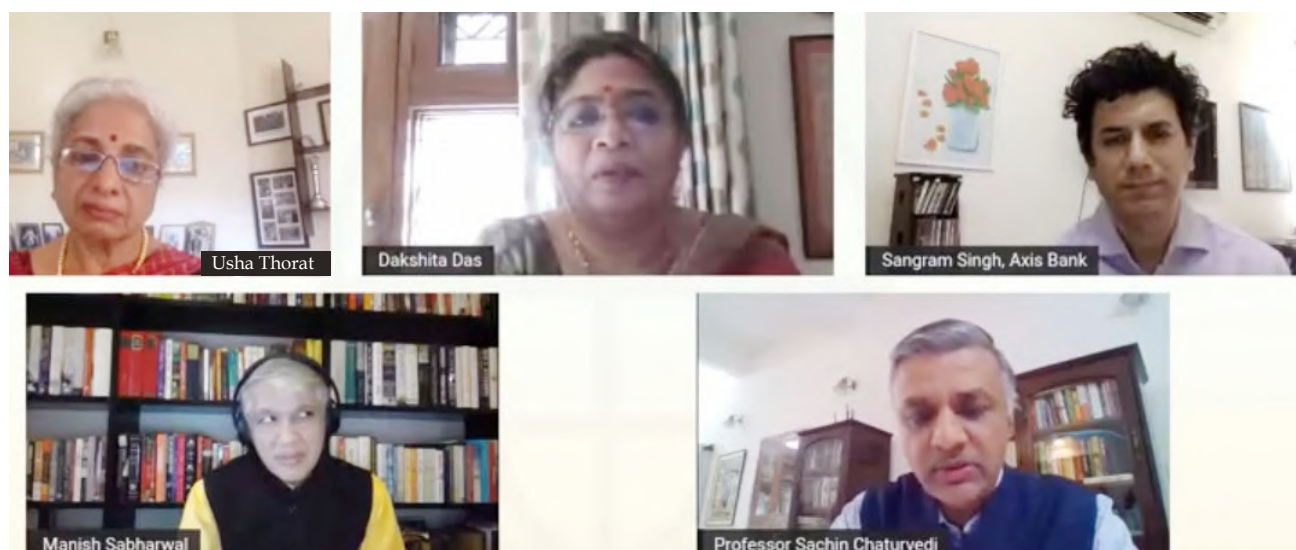 Usha Thorat
Dakshita Das
Sangram Singh, Axis Bank
Manish Sabharwal
Professor Sachin Chaturvedi